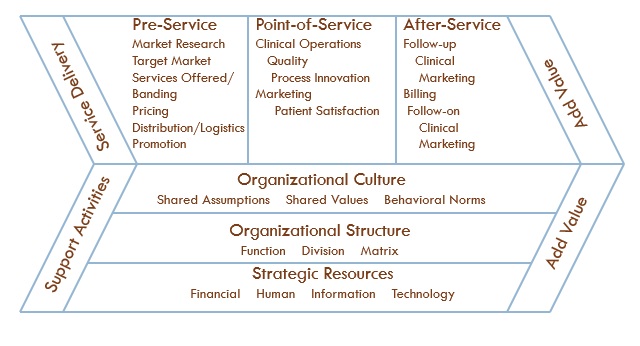 Service Delivery
Pre-Service
Market Research
Target Market
Services Offered/
Banding
Pricing
Distribution/Logistics
Promotion
Point-of-Service
Clinical Operations
Quality
Process Innovation
Marketing
Patient Satisfaction
After-Service
Follow-up
Clinical
Marketing
Billing
Follow-on
Clinical
Marketing
Add Value
Support Activities
Organizational Culture
Shared Assumptions Shared Values Behavioral Norms
Organizational Structure
Function Division Matrix
Strategic Resources
Financial Human Information Technology
Add Value